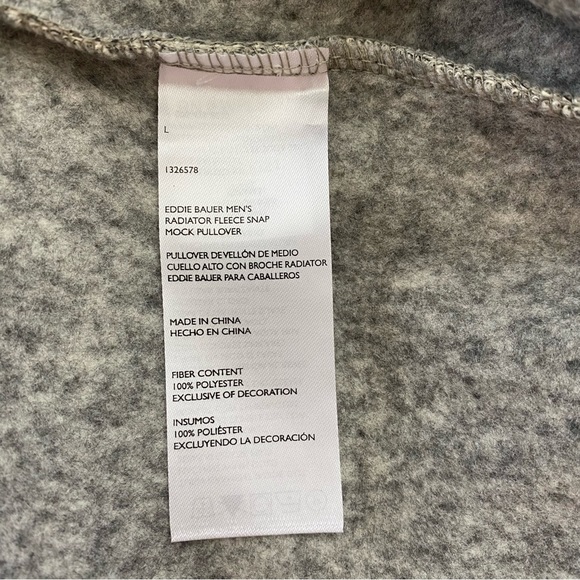 L
1326578
EDDIE BAUER MEN'S
RADIATOR FLEECE SNAP
MOCK PULLOVER
PULLOVER DEVELLÓN DE MEDIO
CUELLO ALTO CON BROCHE RADIATOR
EDDIE BAUER PARA CABALLEROS
MADE IN CHINA
HECHO EN CHINA
FIBER CONTENT
100% POLYESTER
EXCLUSIVE OF DECORATION
INSUMOS
100% POLIÉSTER
EXCLUYENDO LA DECORACIÓN